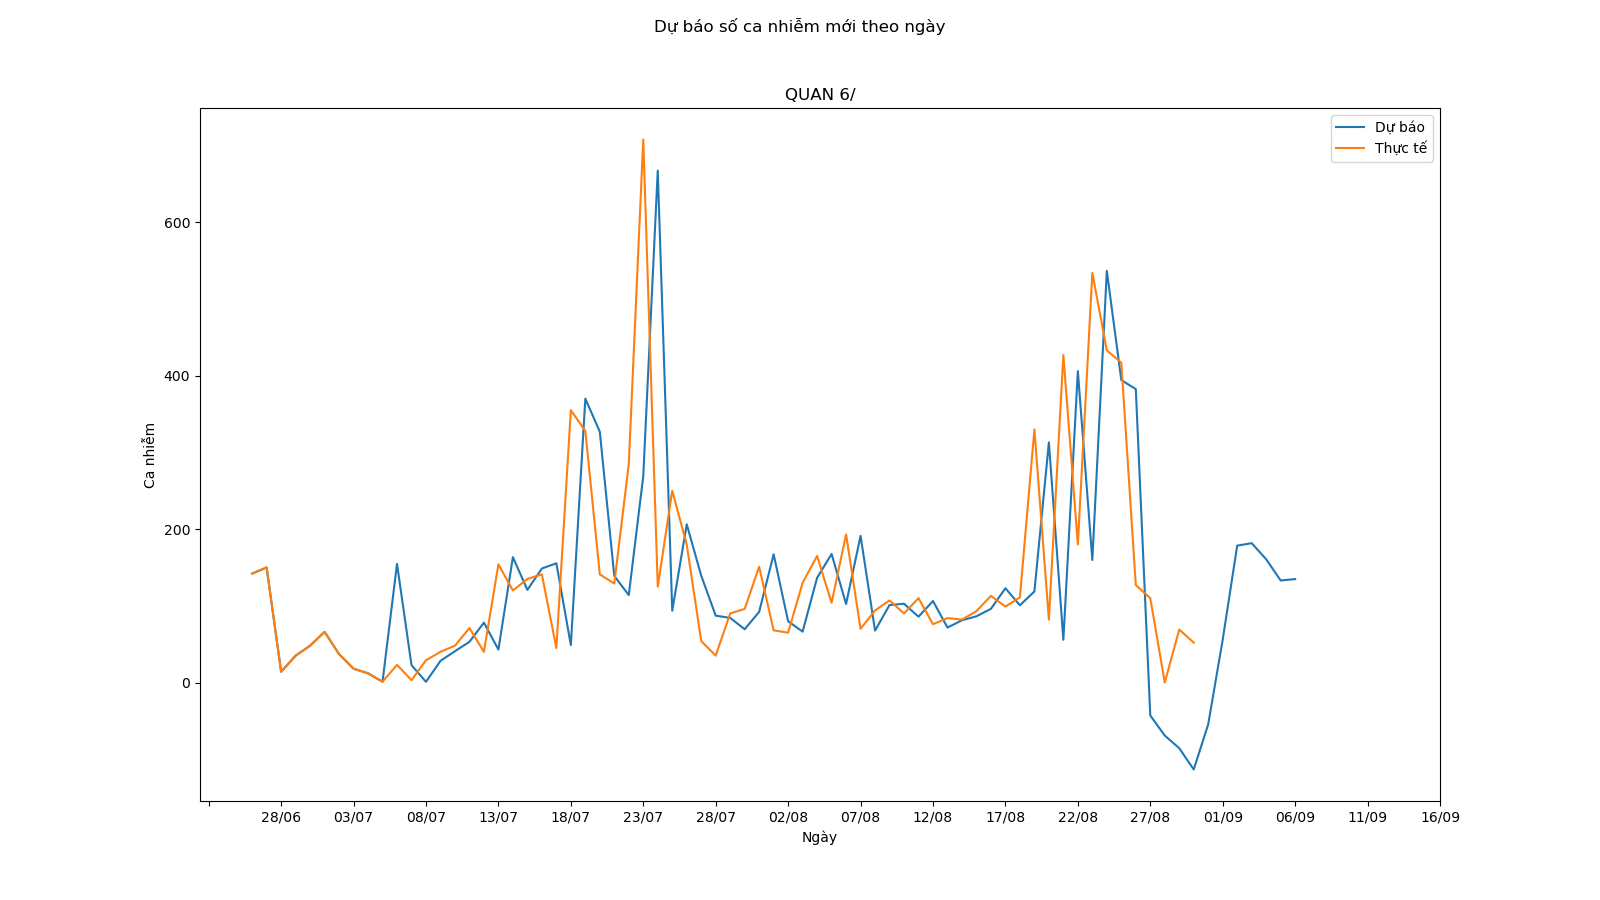 Dự báo số ca nhiễm mới theo ngày
QUAN 6/
Dự báo
Thực tế
600
400
200
0
Ca nhiễm
28/06 03/07 08/07 13/07 18/07 23/07 28/07 02/08 07/08 12/08 17/08 22/08 27/08 01/09 06/09 11/09 16/09
Ngày